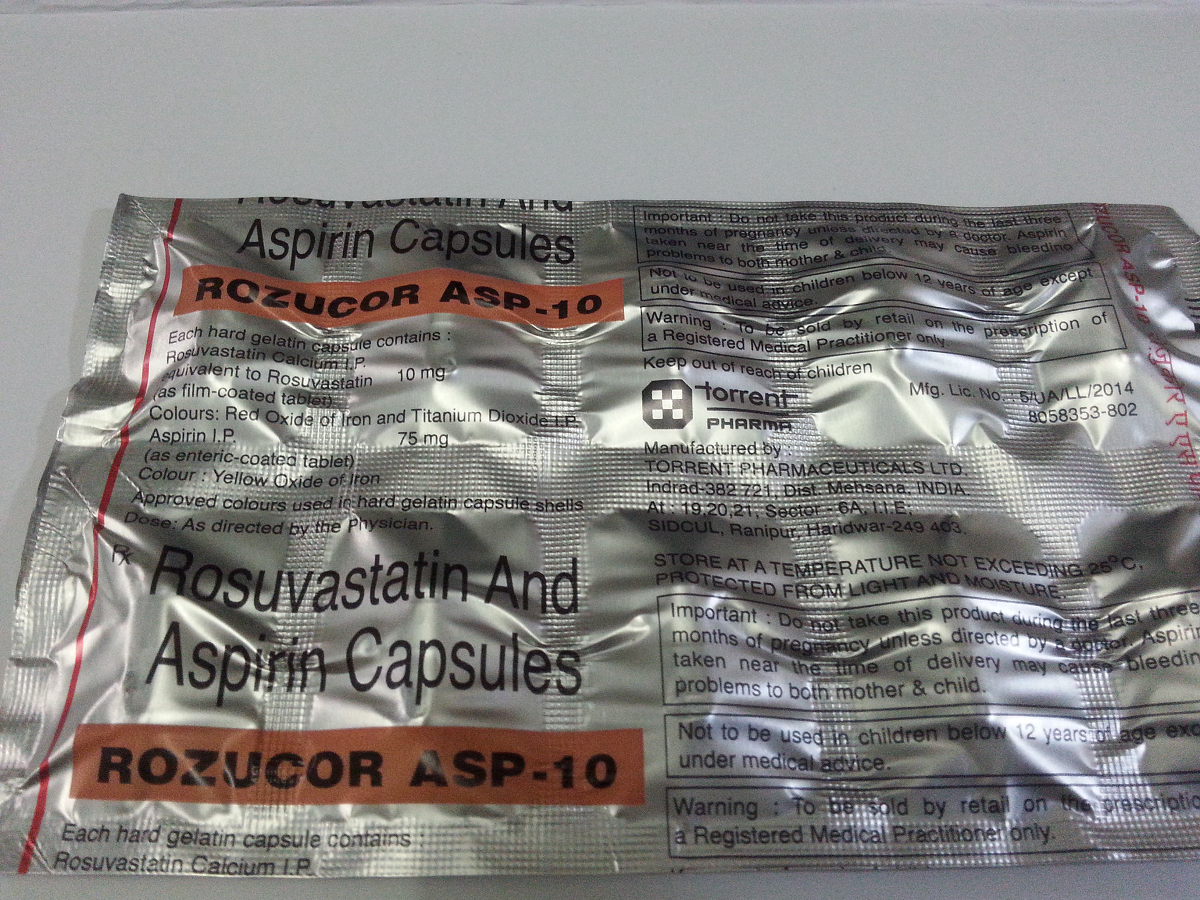 Rosuvastatin And
Aspirin Capsules
ROZUCOR ASP-10
Each hard gelatin capsule contains :
Rosuvastatin Calcium I.P.
equivalent to Rosuvastatin 10 mg
(as film-coated tablet)
Colours: Red Oxide of Iron and Titanium Dioxide I.P.
Aspirin I.P. 75 mg
(as enteric-coated tablet)
Colour : Yellow Oxide of Iron
Approved colours used in hard gelatin capsule shells
Dose: As directed by the Physician.
Rx Rosuvastatin And
Aspirin Capsules
ROZUCOR ASP-10
Each hard gelatin capsule contains :
Rosuvastatin Calcium I.P.
Important : Do not take this product during the last three
months of pregnancy unless directed by a doctor. Aspirin
taken near the time of delivery may cause bleeding
problems to both mother & child.
Not to be used in children below 12 years of age except
under medical advice.
Warning : To be sold by retail on the prescription of
a Registered Medical Practitioner only.
Keep out of reach of children
torrent
PHARMA
Mfg. Lic. No.: 5/UA/LL/2014
8058353-802
Manufactured by :
TORRENT PHARMACEUTICALS LTD.
Indrad-382 721, Dist. Mehsana, INDIA.
At : 19,20,21, Sector - 6A, I.I.E,
SIDCUL, Ranipur, Haridwar-249 403.
STORE AT A TEMPERATURE NOT EXCEEDING 25°C,
PROTECTED FROM LIGHT AND MOISTURE.
Important : Do not take this product during the last three
months of pregnancy unless directed by a doctor. Aspirin
taken near the time of delivery may cause bleeding
problems to both mother & child.
Not to be used in children below 12 years of age exc
under medical advice.
Warning : To be sold by retail on the prescriptio
a Registered Medical Practitioner only.
ASP-10